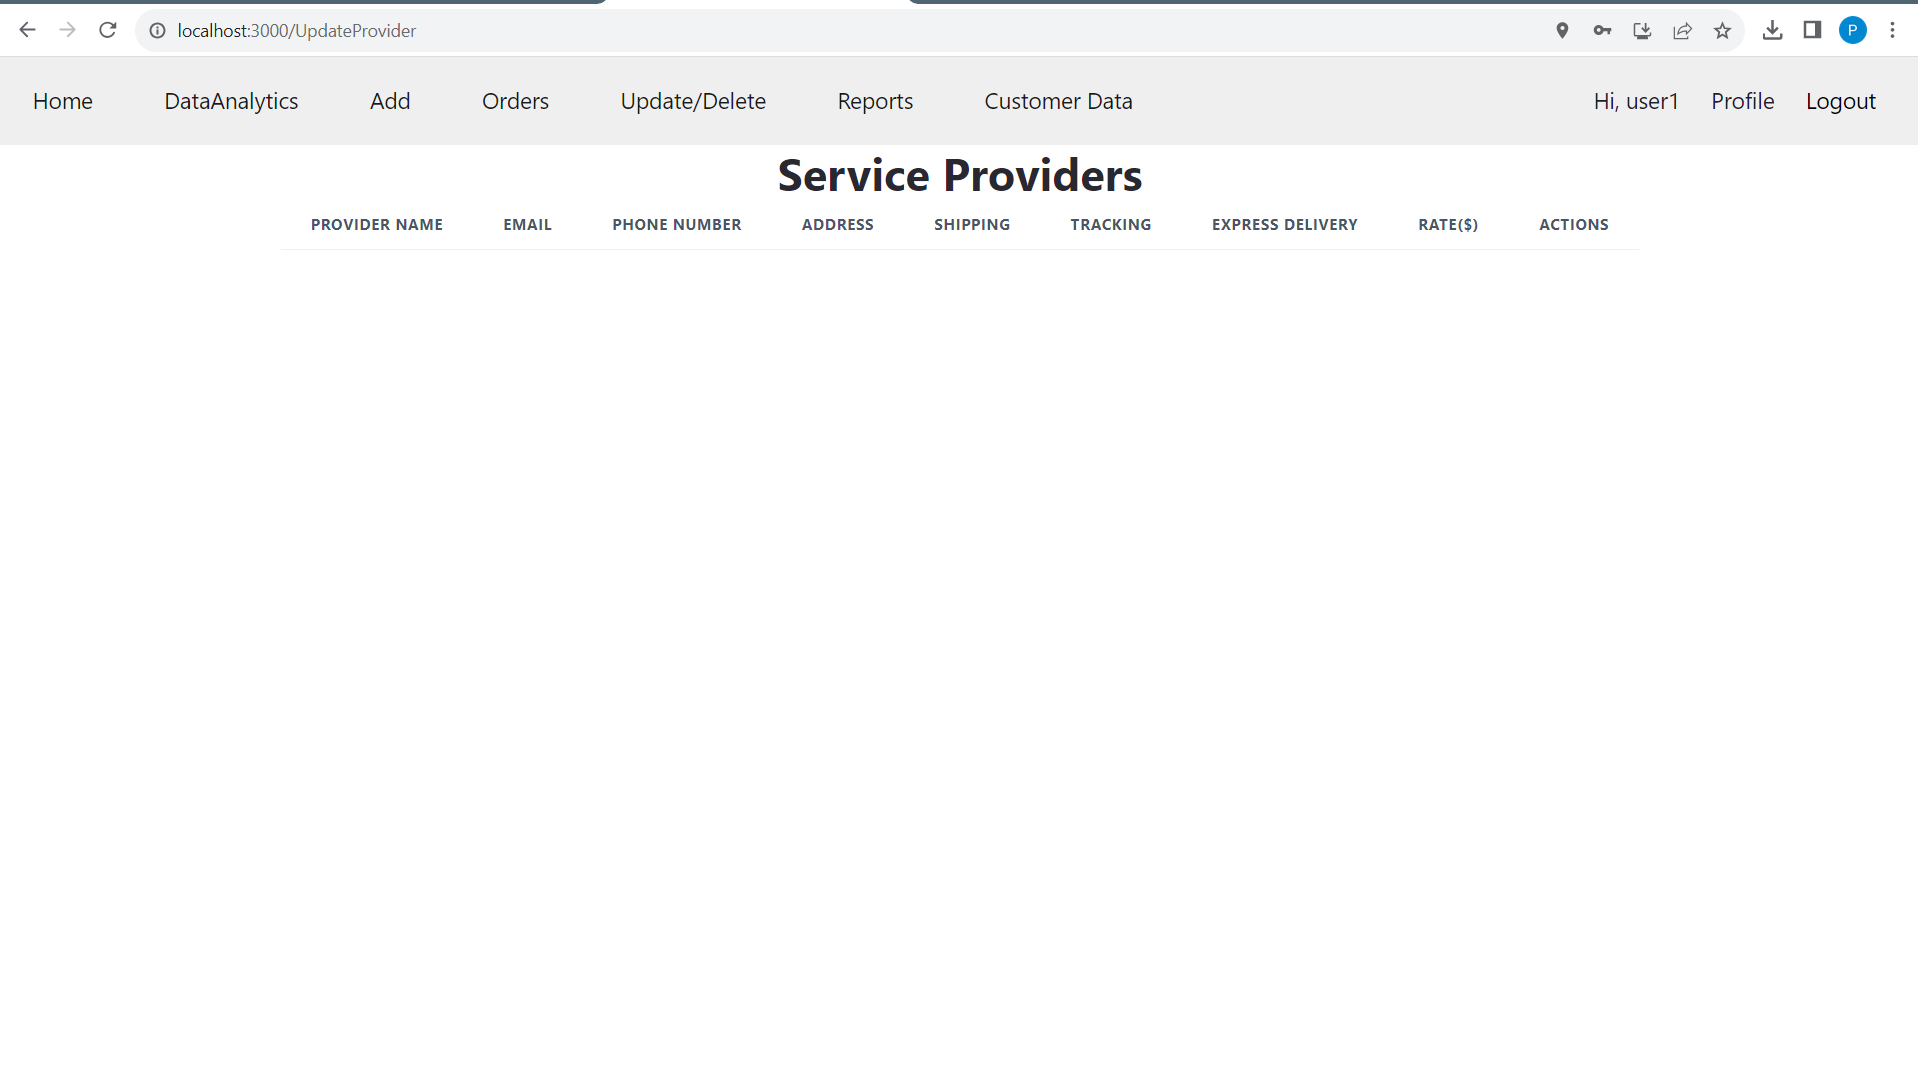 localhost:3000/UpdateProvider
P
Home DataAnalytics Add Orders Update/Delete Reports Customer Data Hi, user1 Profile Logout
Service Providers
PROVIDER NAME EMAIL PHONE NUMBER ADDRESS SHIPPING TRACKING EXPRESS DELIVERY RATE($) ACTIONS